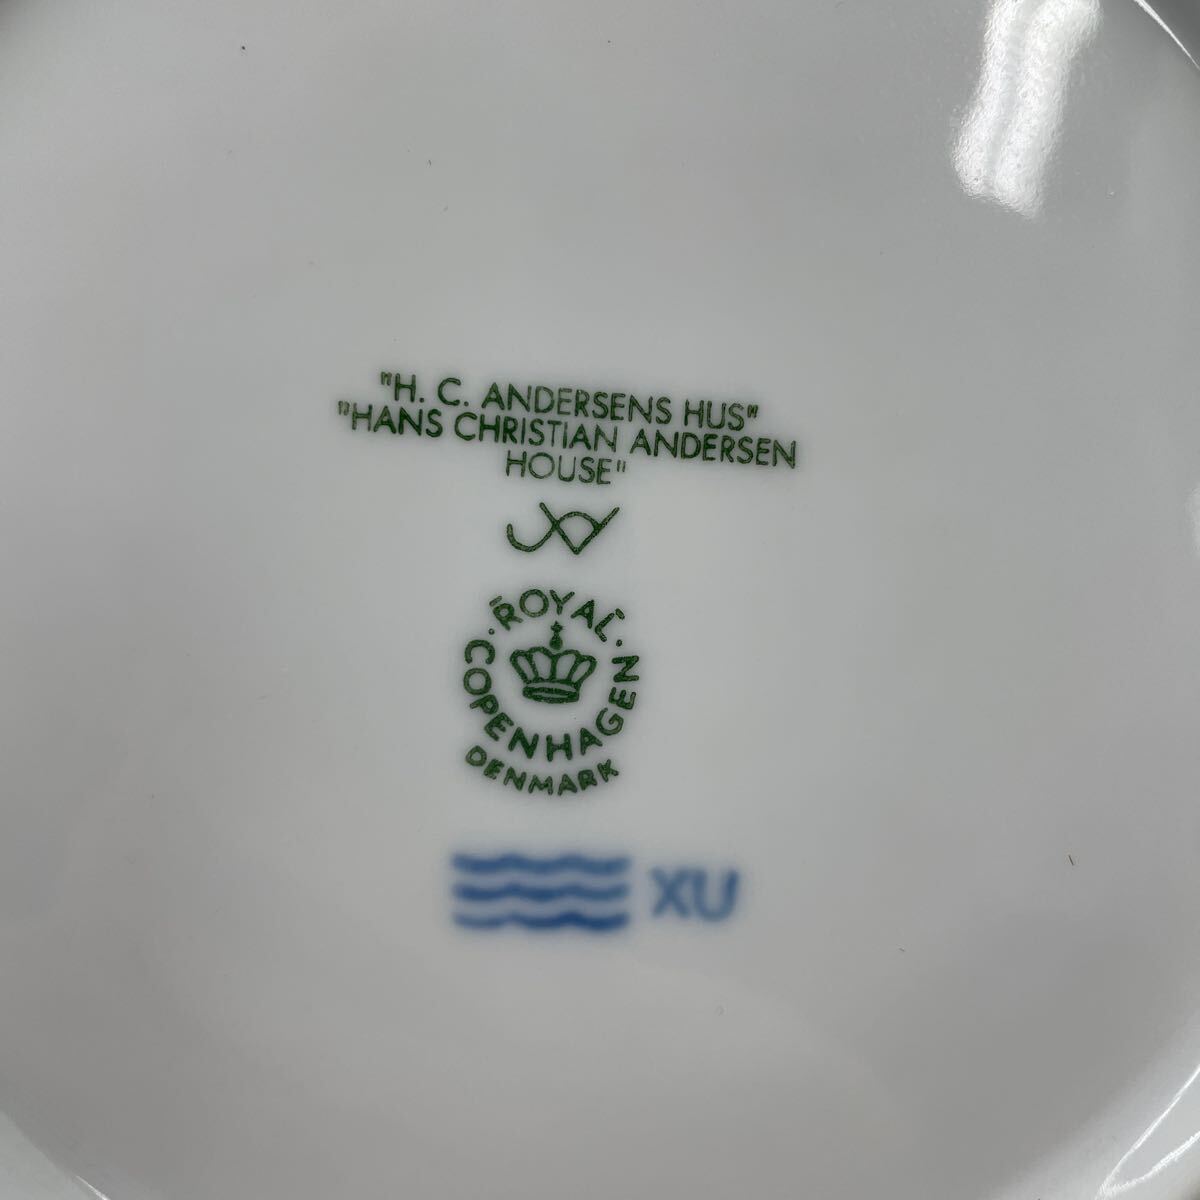 "H. C. ANDERSENS HUS"
"HANS CHRISTIAN ANDERSEN
HOUSE"
ROYAL
COPENHAGEN
DENMARK
XU